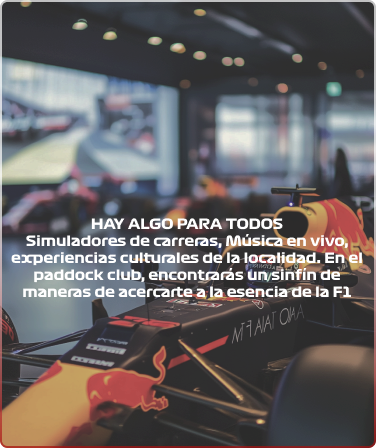 HAY ALGO PARA TODOS
Simuladores de carreras, Música en vivo,
experiencias culturales de la localidad. En el
paddock club, encontrarás un sinfín de
maneras de acercarte a la esencia de la F1